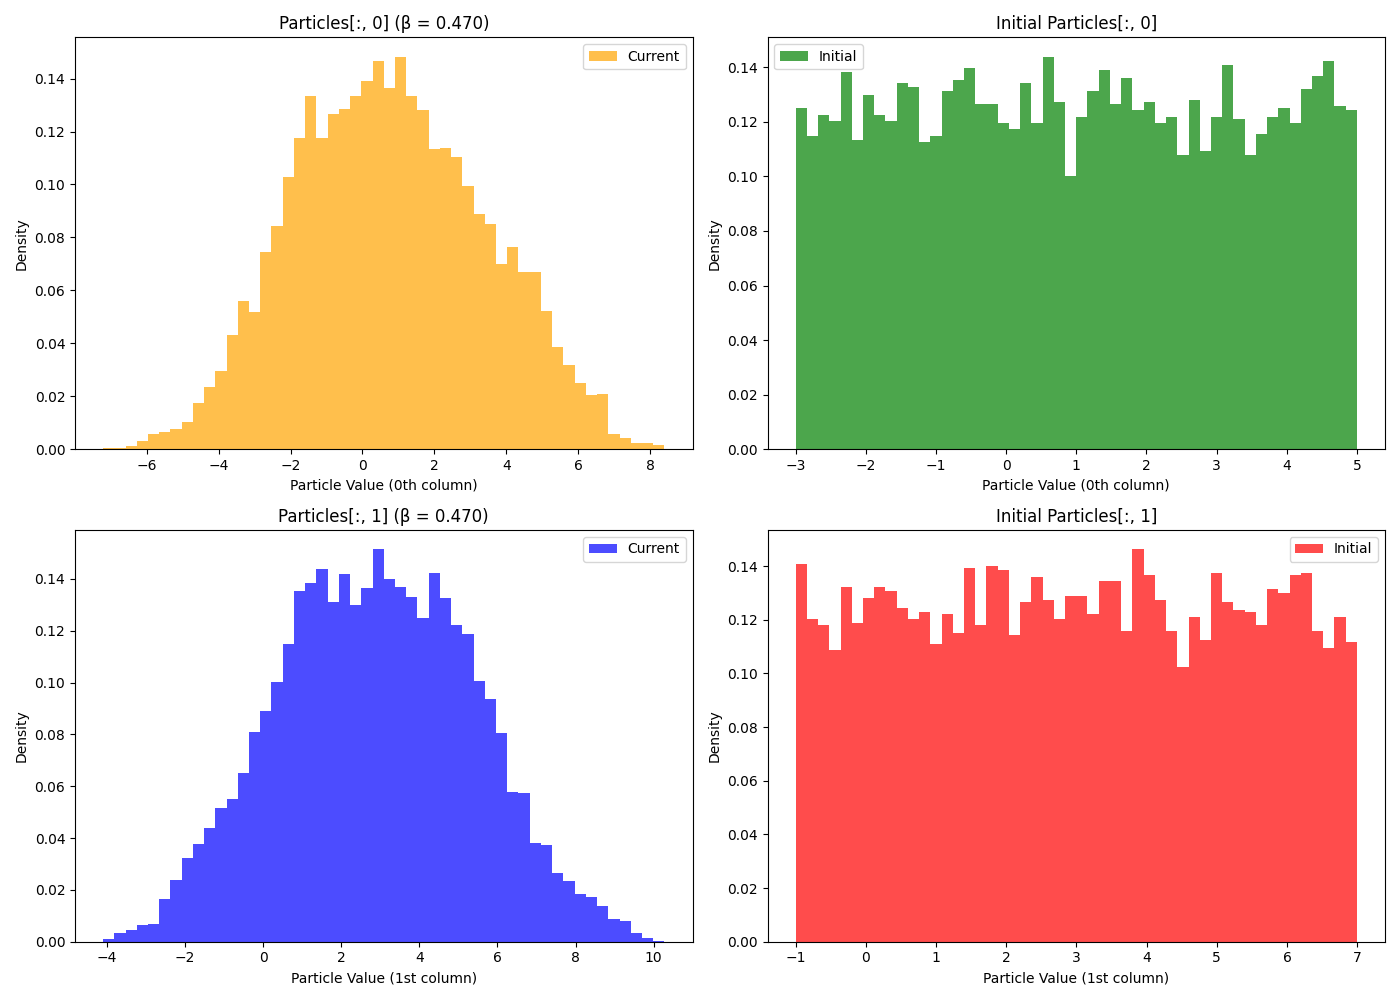 Particles[:, 0] (β = 0.470)
Current
Density
0.14
0.12
0.10
0.08
0.06
0.04
0.02
0.00
−6 −4 −2 0 2 4 6 8
Particle Value (0th column)
Initial Particles[:, 0]
Initial
Density
0.14
0.12
0.10
0.08
0.06
0.04
0.02
0.00
−3 −2 −1 0 1 2 3 4 5
Particle Value (0th column)
Particles[:, 1] (β = 0.470)
Current
Density
0.14
0.12
0.10
0.08
0.06
0.04
0.02
0.00
−4 −2 0 2 4 6 8 10
Particle Value (1st column)
Initial Particles[:, 1]
Initial
Density
0.14
0.12
0.10
0.08
0.06
0.04
0.02
0.00
−1 0 1 2 3 4 5 6 7
Particle Value (1st column)